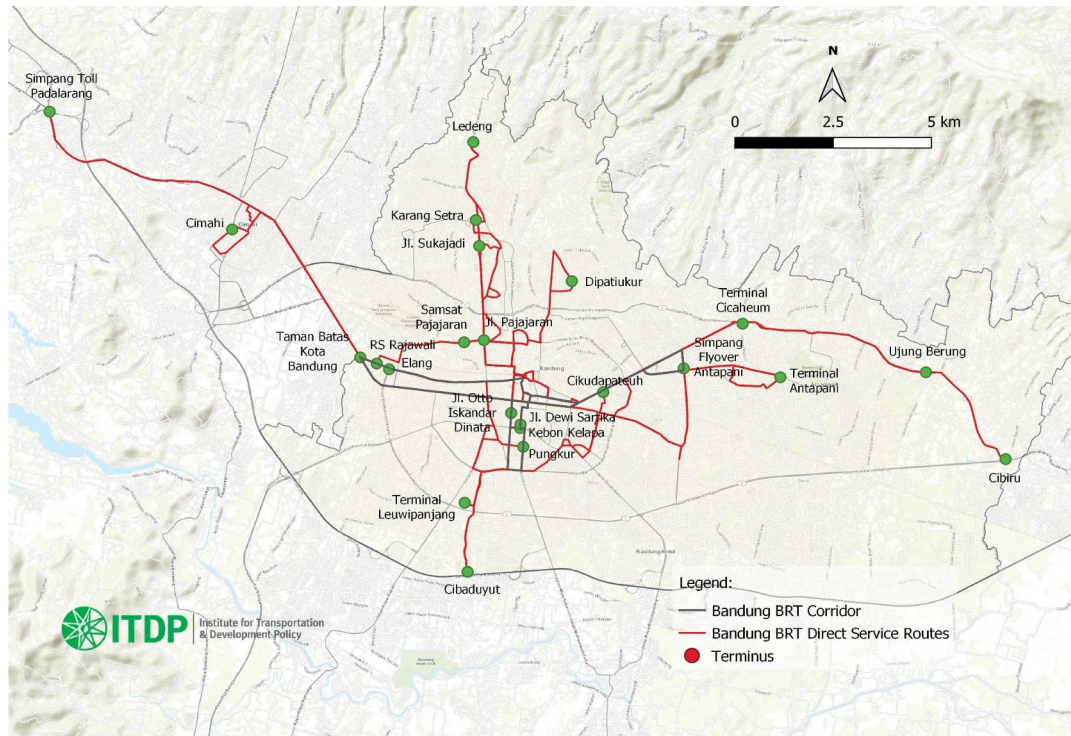 Simpang Toll
Padalarang
Ledeng
N
0
2.5
5 km
Karang Setra
Cimahi
Jl. Sukajadi
Dipatiukur
Samsat
Pajajaran
Jl. Pajajaran
Terminal
Cicaheum
Taman Batas
Kota
Bandung
RS Rajawali
Elang
Simpang
Flyover
Antapani
Ujung Berung
Bandung
Cikudapateuh
Terminal
Antapani
Jl. Otto
Iskandar
Dinata
Jl. Dewi Sartika
Kebon Kelapa
Pungkur
Cibiru
Terminal
Leuwipanjang
Cibaduyut
Legend:
Bandung BRT Corridor
Bandung BRT Direct Service Routes
Terminus
ITDP
Institute for Transportation
& Development Policy